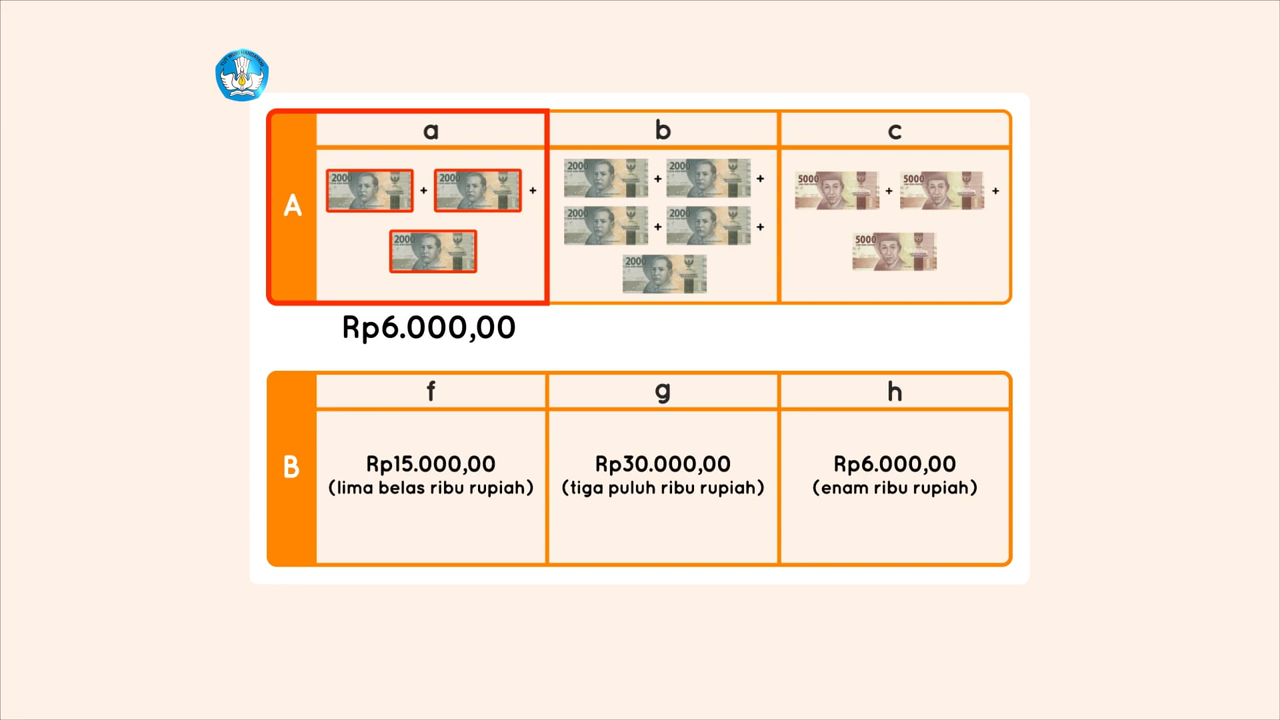 a
b
c
A
2000 + 2000 +
2000
2000 + 2000 +
2000 + 2000 +
2000
5000 + 5000 +
5000
Rp6.000,00
f
g
h
B
Rp15.000,00
(lima belas ribu rupiah)
Rp30.000,00
(tiga puluh ribu rupiah)
Rp6.000,00
(enam ribu rupiah)